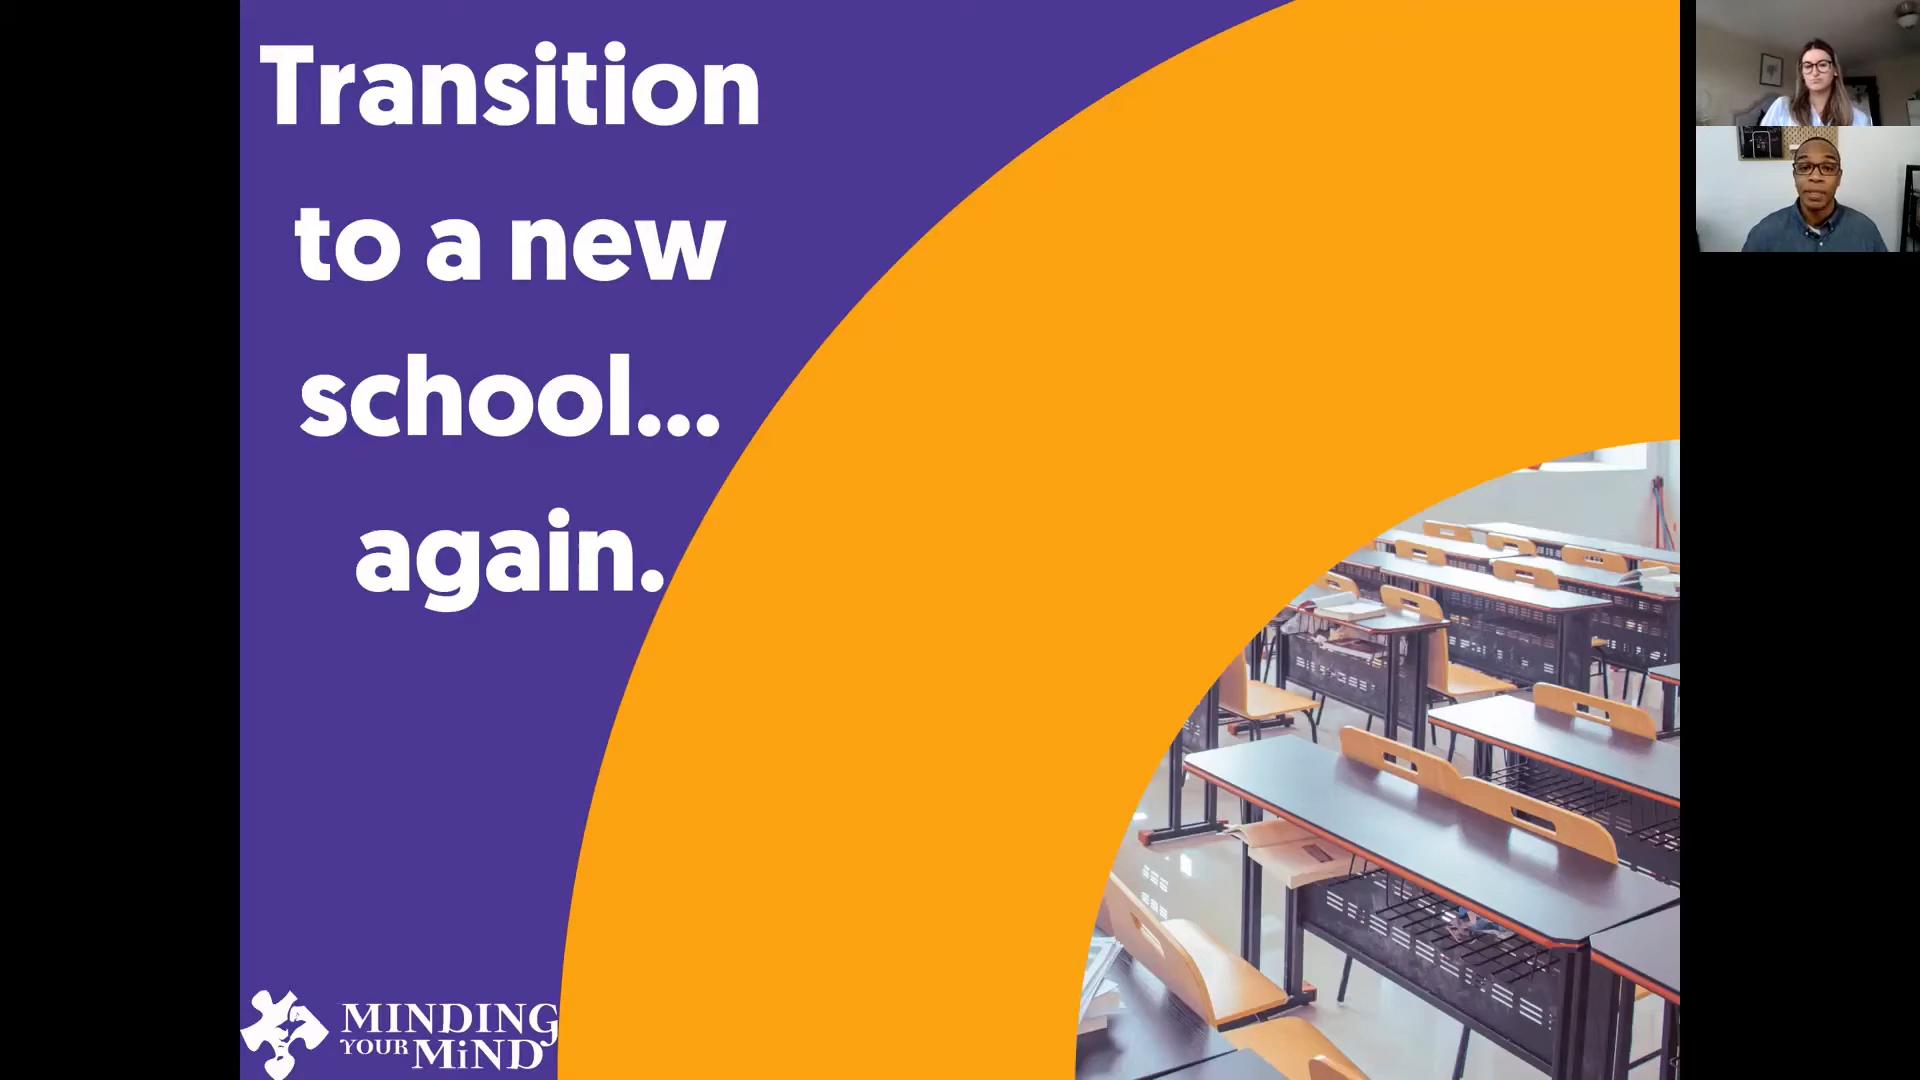 Transition
to a new
school...
again.
MINDING
YOUR MiND